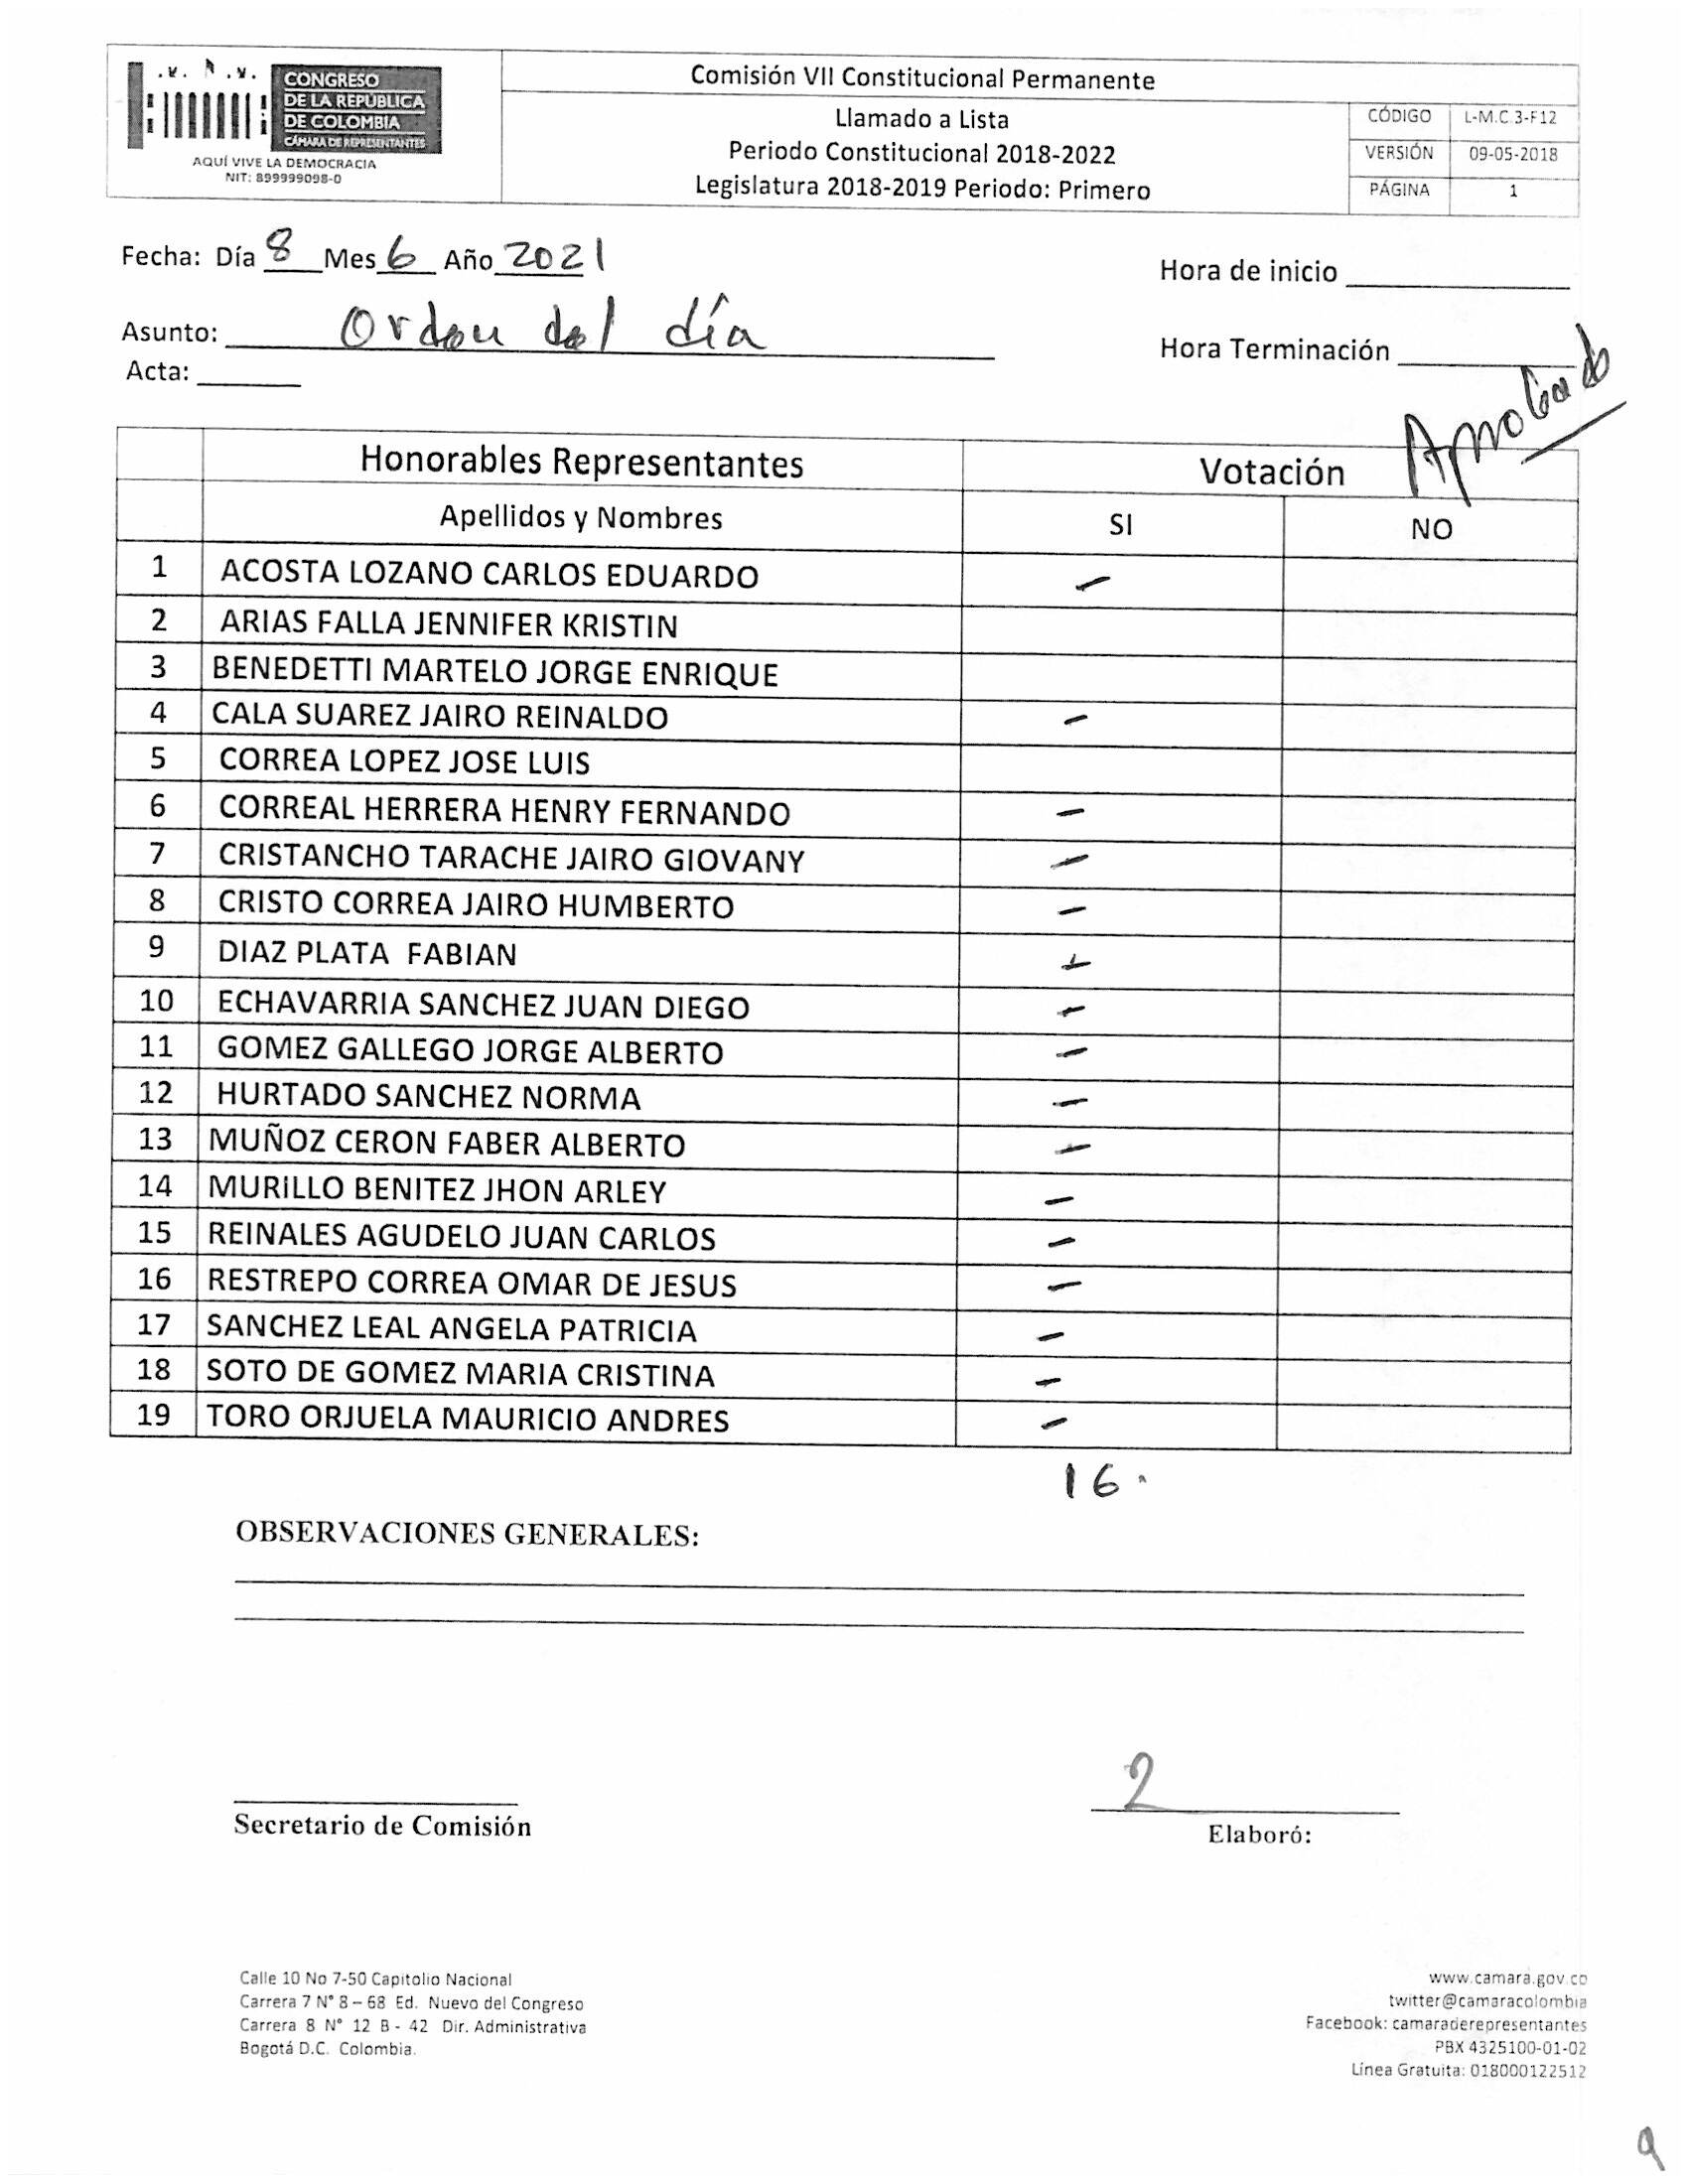 CONGRESO
DE LA REPÚBLICA
DE COLOMBIA
CÁMARA DE REPRESENTANTES
AQUÍ VIVE LA DEMOCRACIA
NIT: 899999098-0
Comisión VII Constitucional Permanente
Llamado a Lista
Periodo Constitucional 2018-2022
Legislatura 2018-2019 Periodo: Primero
CÓDIGO L-M.C.3-F12
VERSIÓN 09-05-2018
PÁGINA 1
Fecha: Día 8 Mes 6 Año 2021
Hora de inicio
Asunto: Orden del día
Hora Terminación
Acta:
Aprobado
Honorables Representantes Votación
Apellidos y Nombres SI NO
1 ACOSTA LOZANO CARLOS EDUARDO –
2 ARIAS FALLA JENNIFER KRISTIN
3 BENEDETTI MARTELO JORGE ENRIQUE
4 CALA SUAREZ JAIRO REINALDO –
5 CORREA LOPEZ JOSE LUIS
6 CORREAL HERRERA HENRY FERNANDO –
7 CRISTANCHO TARACHE JAIRO GIOVANY –
8 CRISTO CORREA JAIRO HUMBERTO –
9 DIAZ PLATA FABIAN –
10 ECHAVARRIA SANCHEZ JUAN DIEGO –
11 GOMEZ GALLEGO JORGE ALBERTO –
12 HURTADO SANCHEZ NORMA –
13 MUÑOZ CERON FABER ALBERTO –
14 MURiLLO BENITEZ JHON ARLEY –
15 REINALES AGUDELO JUAN CARLOS –
16 RESTREPO CORREA OMAR DE JESUS –
17 SANCHEZ LEAL ANGELA PATRICIA –
18 SOTO DE GOMEZ MARIA CRISTINA –
19 TORO ORJUELA MAURICIO ANDRES –
16.
OBSERVACIONES GENERALES:
2
Secretario de Comisión
Elaboró:
Calle 10 No 7-50 Capitolio Nacional
Carrera 7 N° 8 – 68 Ed. Nuevo del Congreso
Carrera 8 N° 12 B - 42 Dir. Administrativa
Bogotá D.C. Colombia.
www.camara.gov.co
twitter@camaracolombia
Facebook: camaraderepresentantes
PBX 4325100-01-02
Línea Gratuita: 018000122512
9